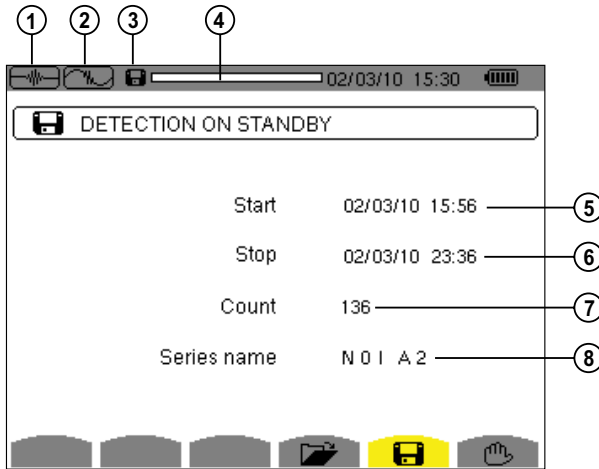 1 2 3 4
02/03/10 15:30
DETECTION ON STANDBY
Start 02/03/10 15:56 5
Stop 02/03/10 23:36 6
Count 136 7
Series name N 0 I A 2 8